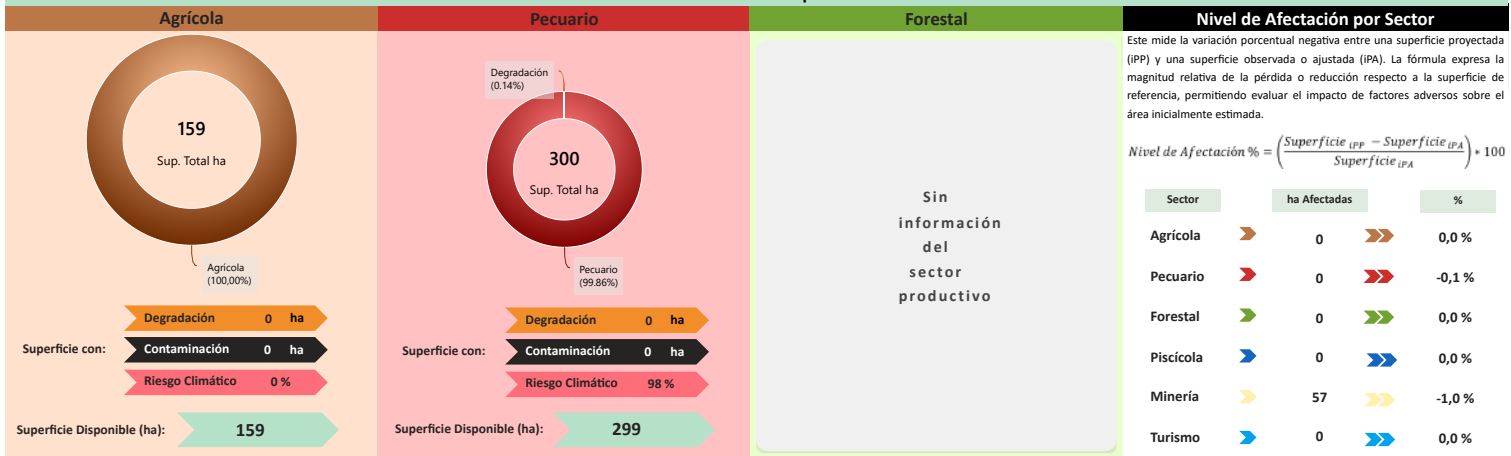 Agrícola
159
Sup. Total ha
Agrícola
(100,00%)
Superficie con:
Degradación 0 ha
Contaminación 0 ha
Riesgo Climático 0 %
Superficie Disponible (ha): 159
Pecuario
Degradación
(0.14%)
300
Sup. Total ha
Pecuario
(99.86%)
Superficie con:
Degradación 0 ha
Contaminación 0 ha
Riesgo Climático 98 %
Superficie Disponible (ha): 299
Forestal
Sin
información
del
sector
productivo
Nivel de Afectación por Sector
Este mide la variación porcentual negativa entre una superficie proyectada
(iPP) y una superficie observada o ajustada (iPA). La fórmula expresa la
magnitud relativa de la pérdida o reducción respecto a la superficie de
referencia, permitiendo evaluar el impacto de factores adversos sobre el
área inicialmente estimada.
Nivel de Afectación % = (Superficie iPP − Superficie iPA / Superficie iPA) * 100
Sector ha Afectadas %
Agrícola 0 0,0 %
Pecuario 0 -0,1 %
Forestal 0 0,0 %
Piscícola 0 0,0 %
Minería 57 -1,0 %
Turismo 0 0,0 %